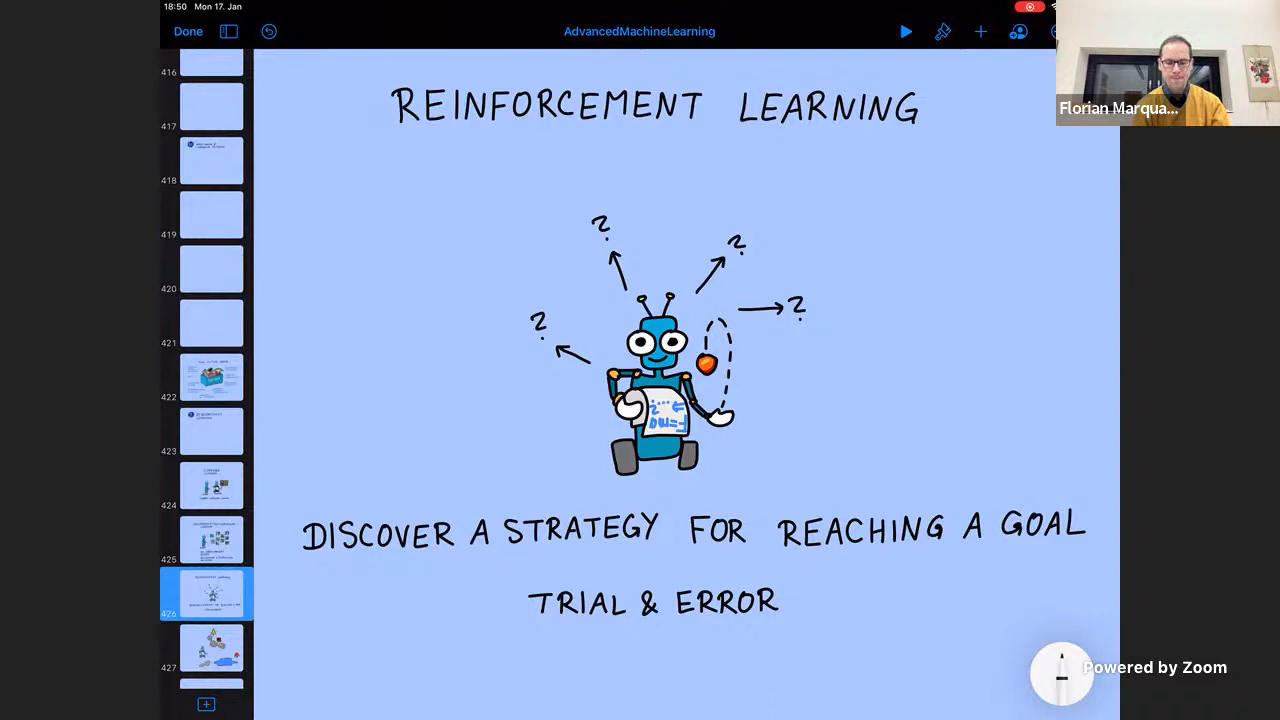 18:50 Mon 17. Jan
Done
AdvancedMachineLearning
Florian Marqua...
416
417
418
419
420
421
422
423
424
425
426
427
REINFORCEMENT LEARNING
?
?
?
?
F=ma
DISCOVER A STRATEGY FOR REACHING A GOAL
TRIAL & ERROR
Powered by Zoom